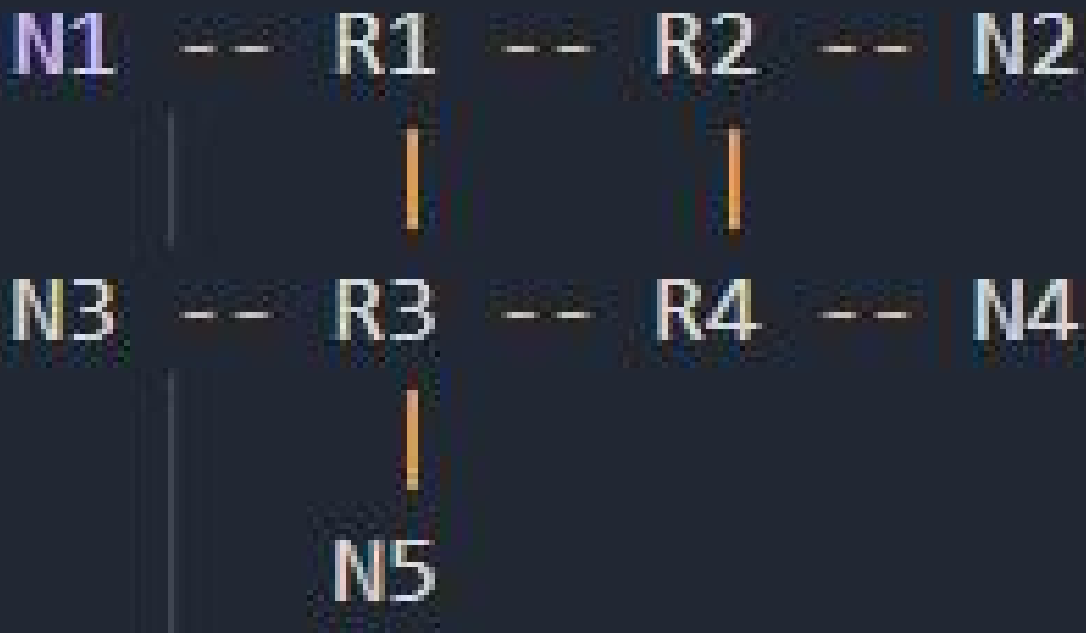 N1 -- R1 -- R2 -- N2
      |     |
N3 -- R3 -- R4 -- N4
      |
      N5